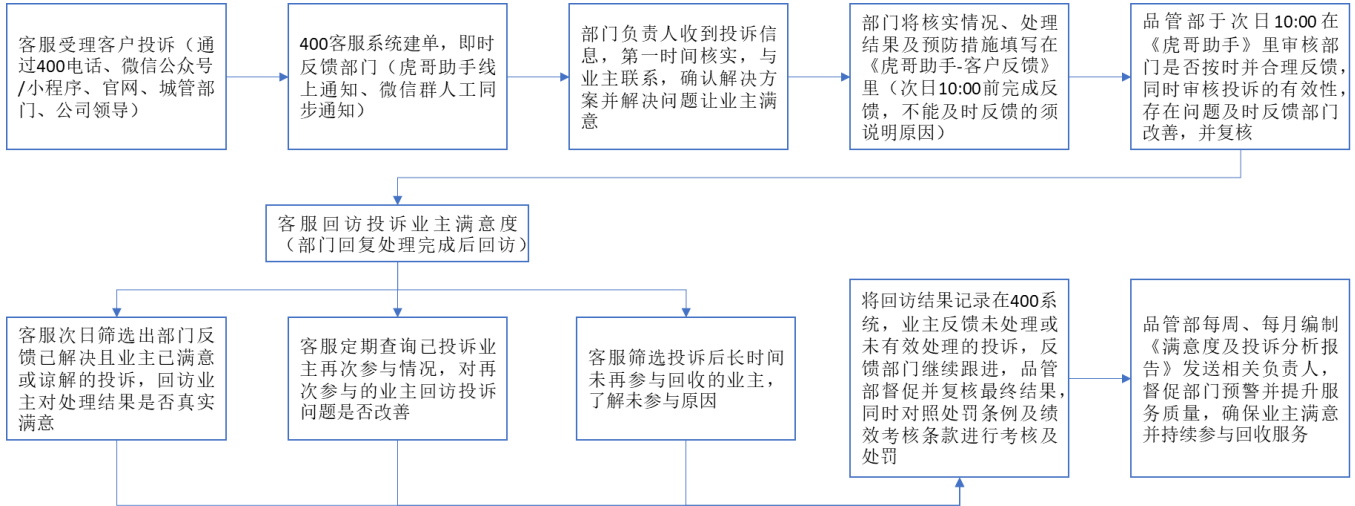 客服受理客户投诉（通
过400电话、微信公众号
/小程序、官网、城管部
门、公司领导）
400客服系统建单，即时
反馈部门（虎哥助手线
上通知、微信群人工同
步通知）
部门负责人收到投诉信
息，第一时间核实，与
业主联系，确认解决方
案并解决问题让业主满
意
部门将核实情况、处理
结果及预防措施填写在
《虎哥助手-客户反馈》
里（次日10:00前完成反
馈，不能及时反馈的须
说明原因）
品管部于次日10:00在
《虎哥助手》里审核部
门是否按时并合理反馈，
同时审核投诉的有效性，
存在问题及时反馈部门
改善，并复核
客服回访投诉业主满意度
（部门回复处理完成后回访）
客服次日筛选出部门反
馈已解决且业主已满意
或谅解的投诉，回访业
主对处理结果是否真实
满意
客服定期查询已投诉业
主再次参与情况，对再
次参与的业主回访投诉
问题是否改善
客服筛选投诉后长时间
未再参与回收的业主，
了解未参与原因
将回访结果记录在400系
统，业主反馈未处理或
未有效处理的投诉，反
馈部门继续跟进，品管
部督促并复核最终结果，
同时对照处罚条例及绩
效考核条款进行考核及
处罚
品管部每周、每月编制
《满意度及投诉分析报
告》发送相关负责人，
督促部门预警并提升服
务质量，确保业主满意
并持续参与回收服务